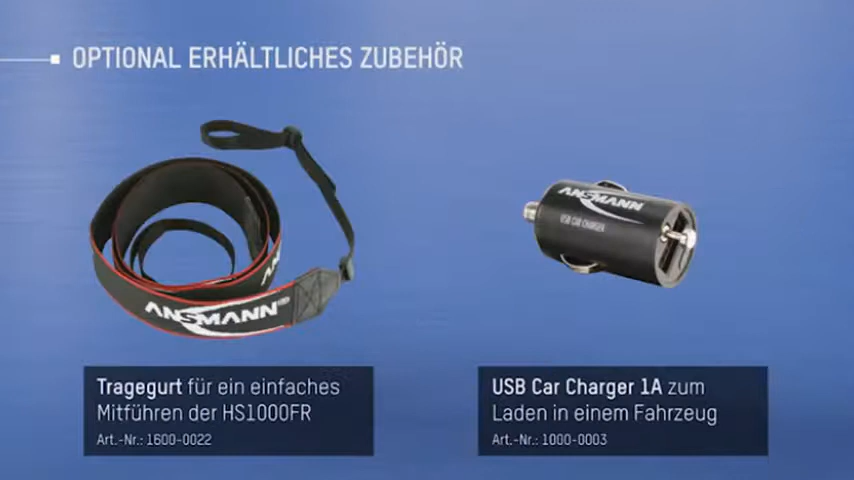 OPTIONAL ERHÄLTLICHES ZUBEHÖR
ANSMANN®
ANSMANN
USB CAR CHARGER
Tragegurt für ein einfaches
Mitführen der HS1000FR
Art.-Nr.: 1600-0022
USB Car Charger 1A zum
Laden in einem Fahrzeug
Art.-Nr.: 1000-0003